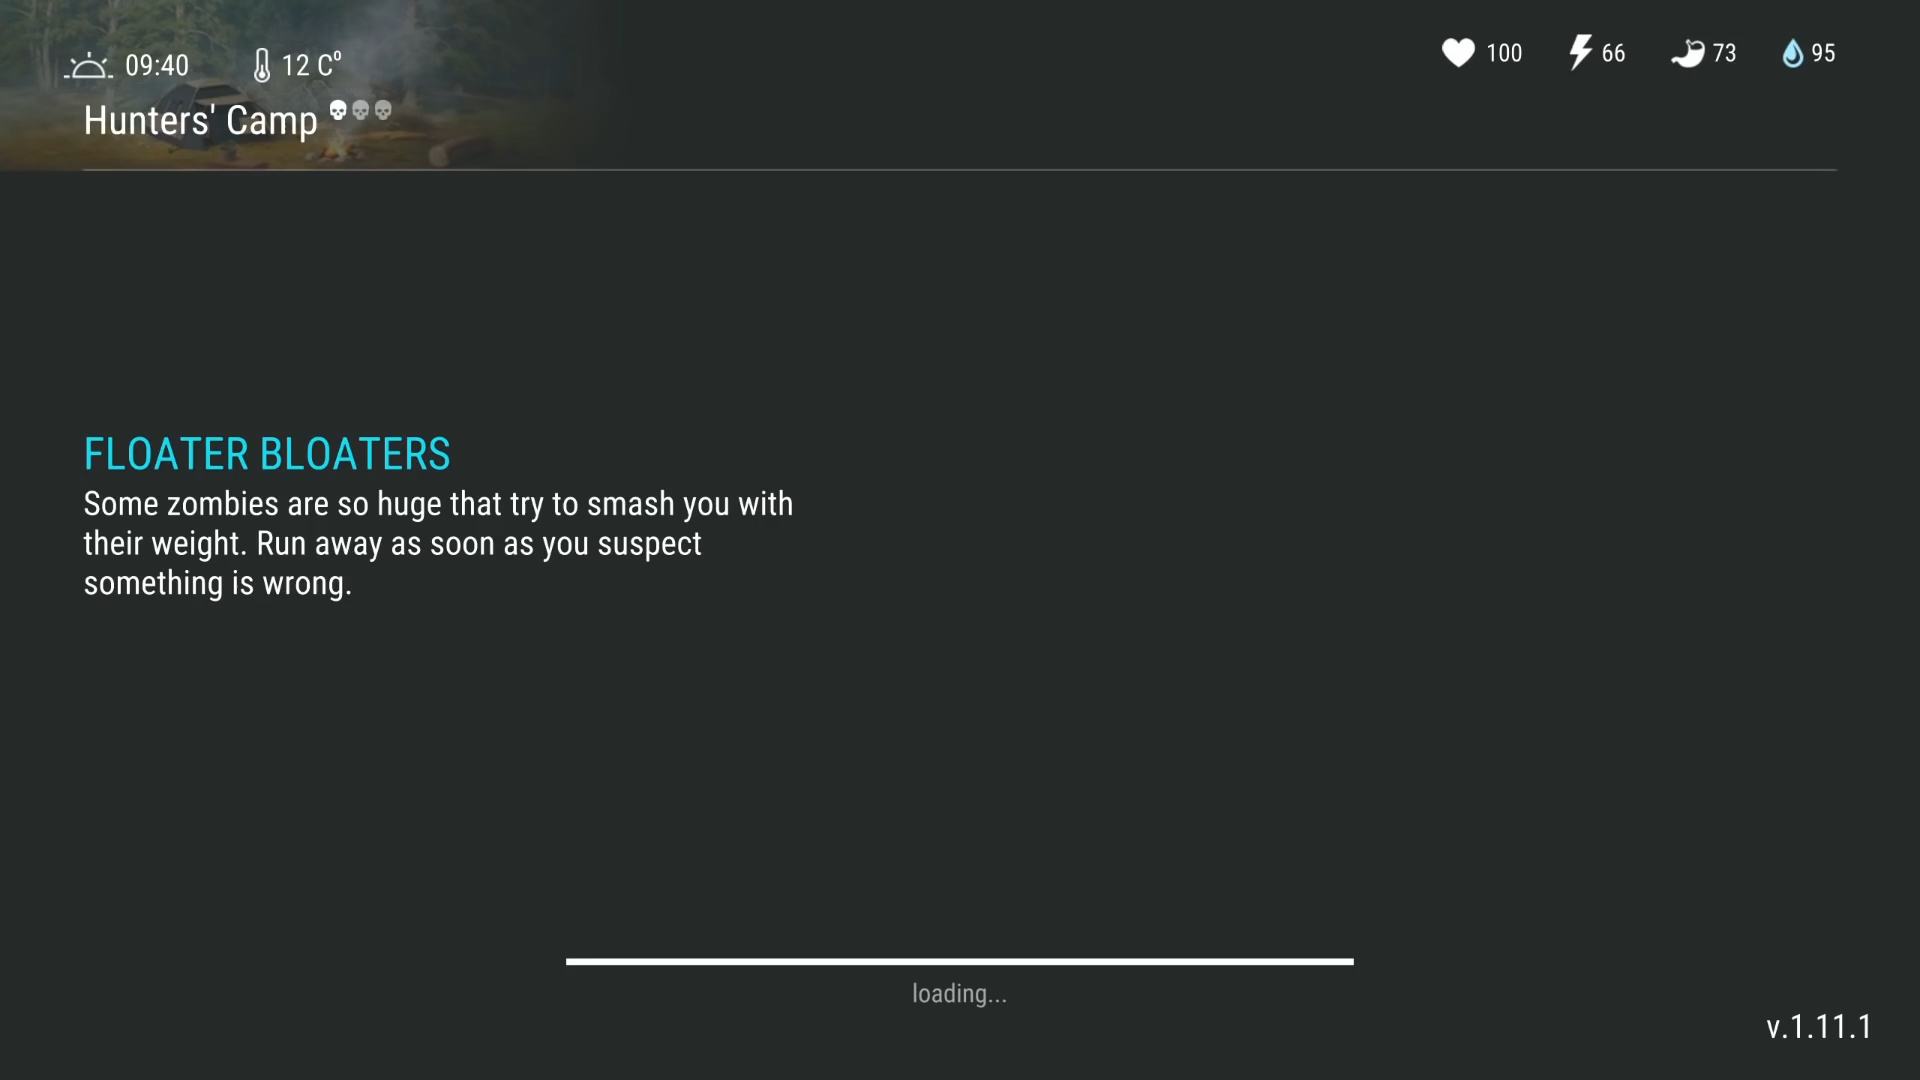 09:40 12 C⁰
100 66 73 95
Hunters' Camp
FLOATER BLOATERS
Some zombies are so huge that try to smash you with
their weight. Run away as soon as you suspect
something is wrong.
loading...
v.1.11.1